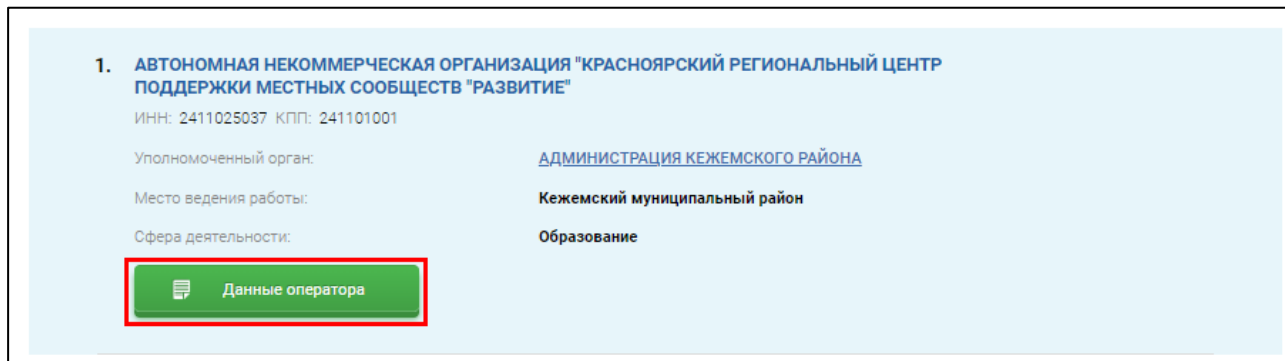 1. АВТОНОМНАЯ НЕКОММЕРЧЕСКАЯ ОРГАНИЗАЦИЯ "КРАСНОЯРСКИЙ РЕГИОНАЛЬНЫЙ ЦЕНТР
ПОДДЕРЖКИ МЕСТНЫХ СООБЩЕСТВ "РАЗВИТИЕ"
ИНН: 2411025037 КПП: 241101001
Уполномоченный орган: АДМИНИСТРАЦИЯ КЕЖЕМСКОГО РАЙОНА
Место ведения работы: Кежемский муниципальный район
Сфера деятельности: Образование
Данные оператора